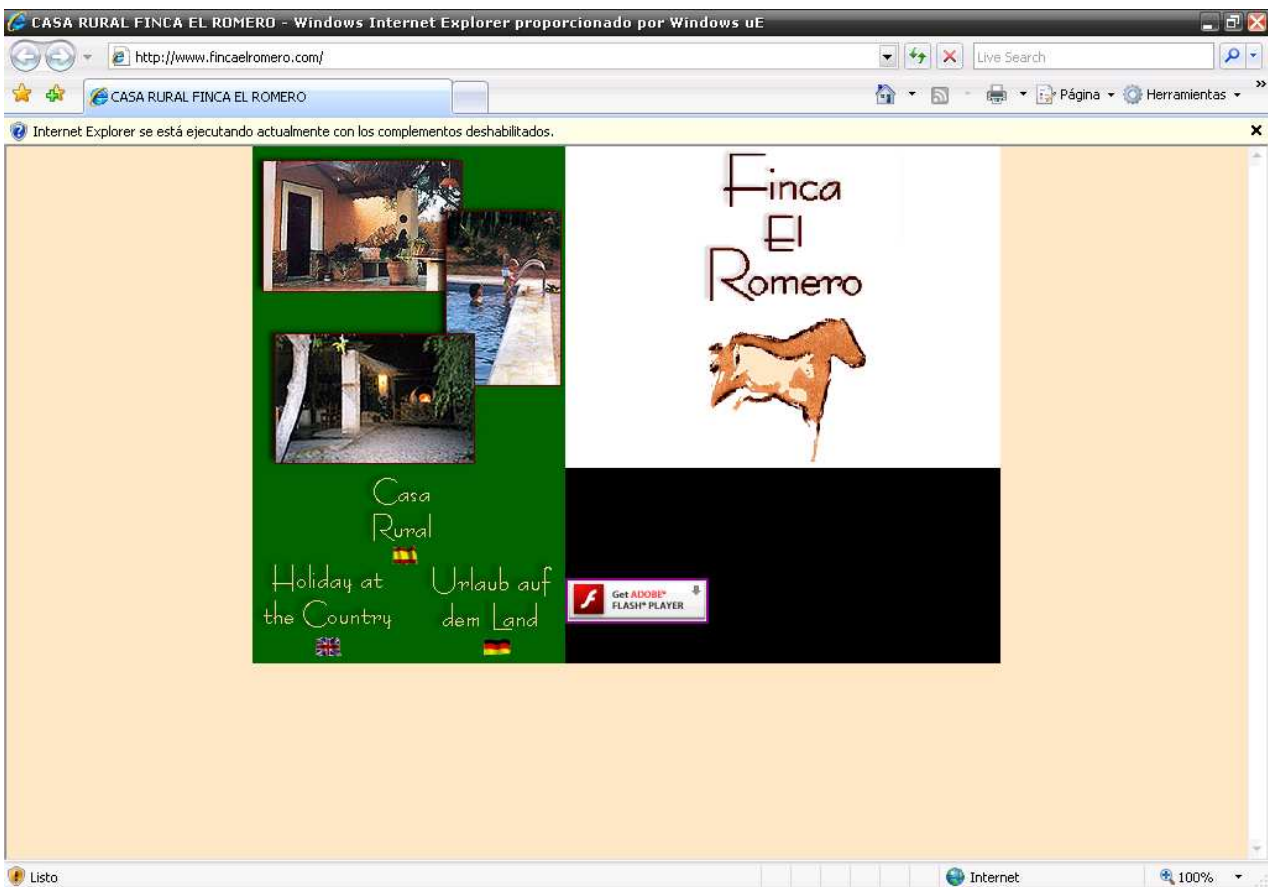 CASA RURAL FINCA EL ROMERO - Windows Internet Explorer proporcionado por Windows uE
http://www.fincaelromero.com/
Live Search
CASA RURAL FINCA EL ROMERO
Página
Herramientas
Internet Explorer se está ejecutando actualmente con los complementos deshabilitados.
Finca
El
Romero
Casa
Rural
Holiday at
the Country
Urlaub auf
dem Land
Get ADOBE®
FLASH® PLAYER
Listo
Internet
100%